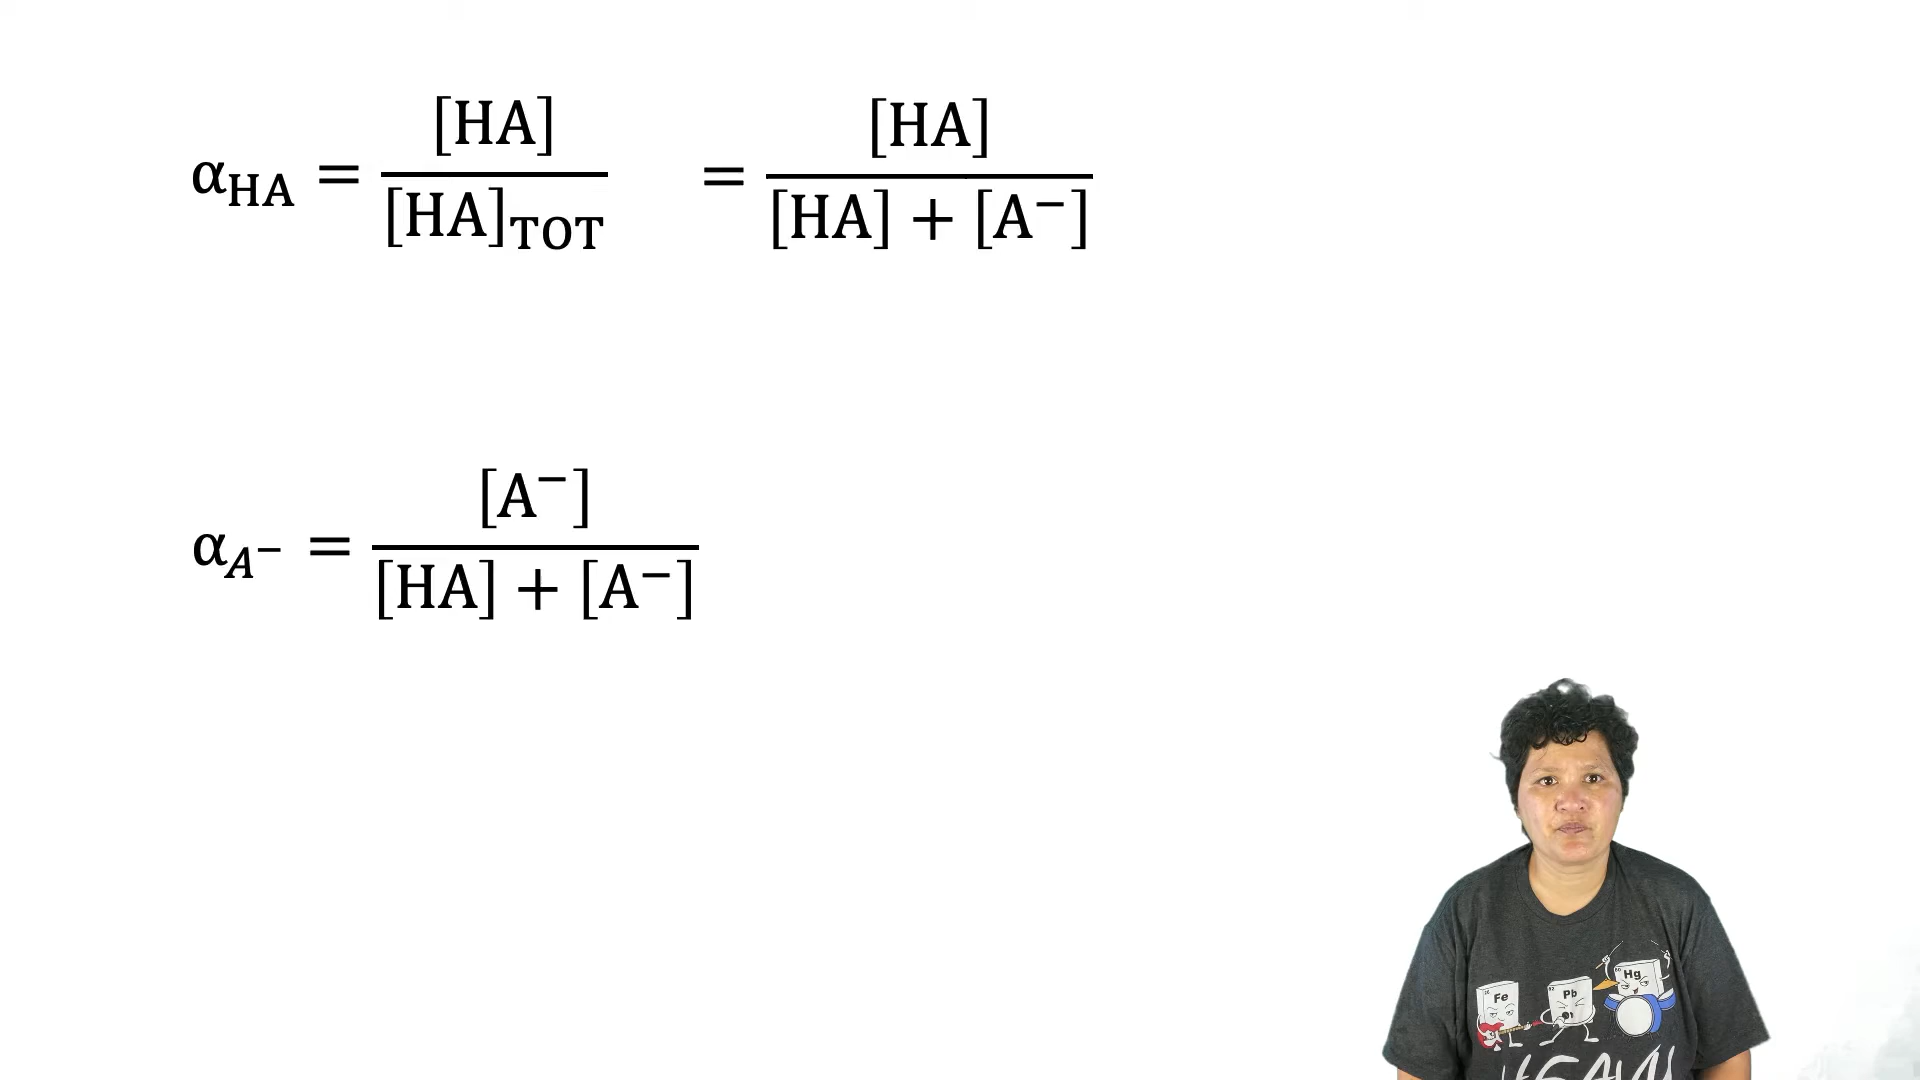 α_HA = [HA] / [HA]_TOT = [HA] / ([HA] + [A⁻])
α_A⁻ = [A⁻] / ([HA] + [A⁻])
Fe
Pb
Hg